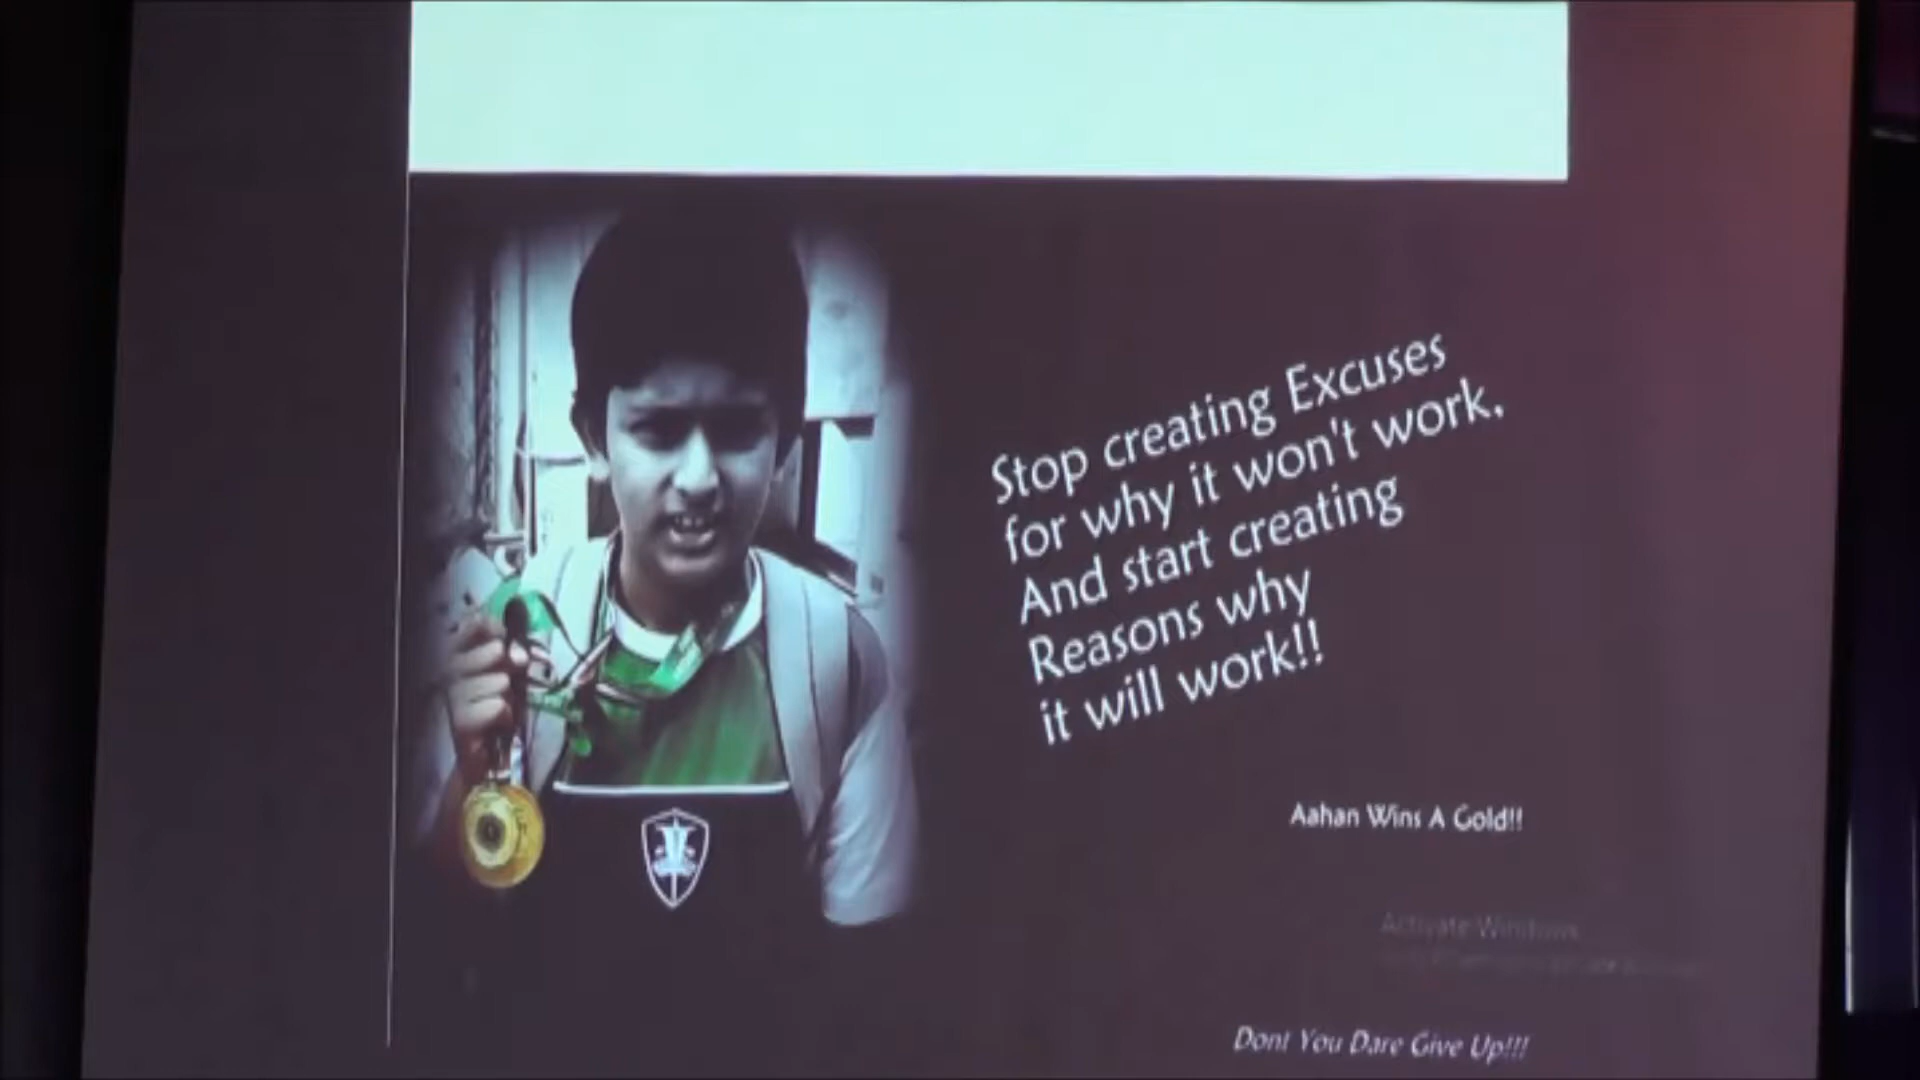 Stop creating Excuses
for why it won't work.
And start creating
Reasons why
it will work!!
Aahan Wins A Gold!!
Activate Windows
Dont You Dare Give Up!!!